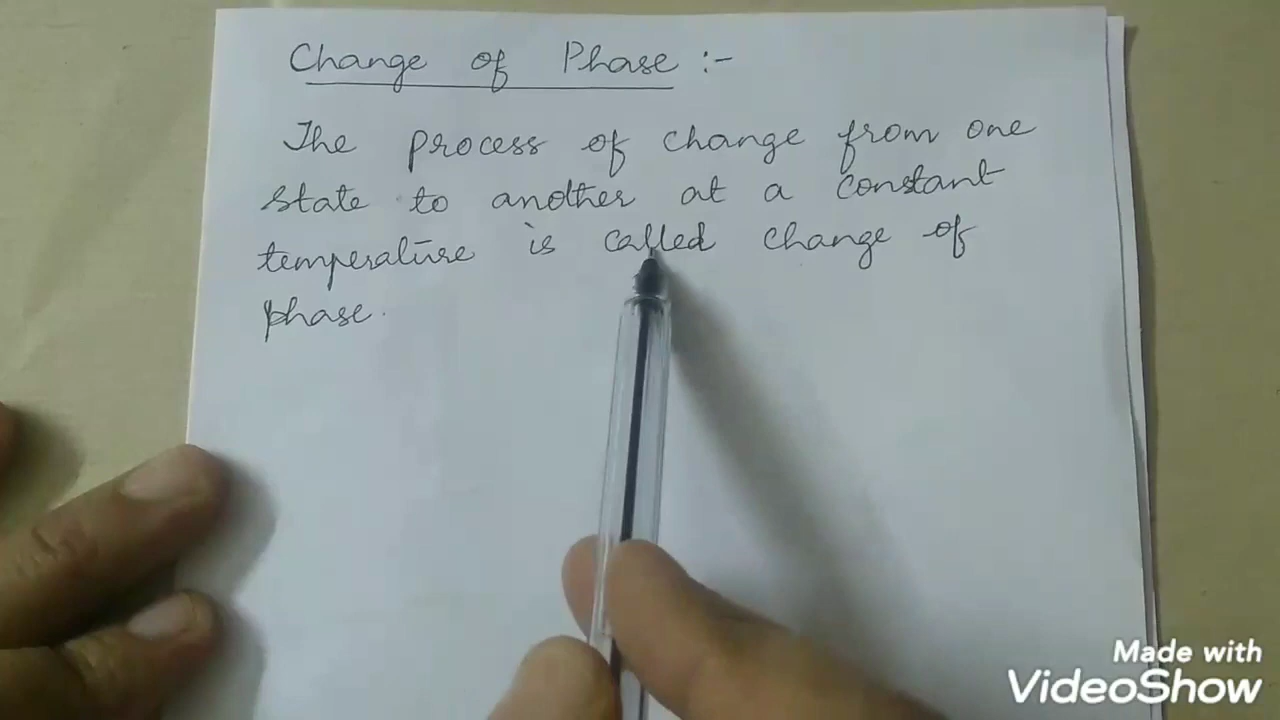 Change of Phase :-
The process of change from one
state to another at a constant
temperature is called change of
phase.
Made with
VideoShow